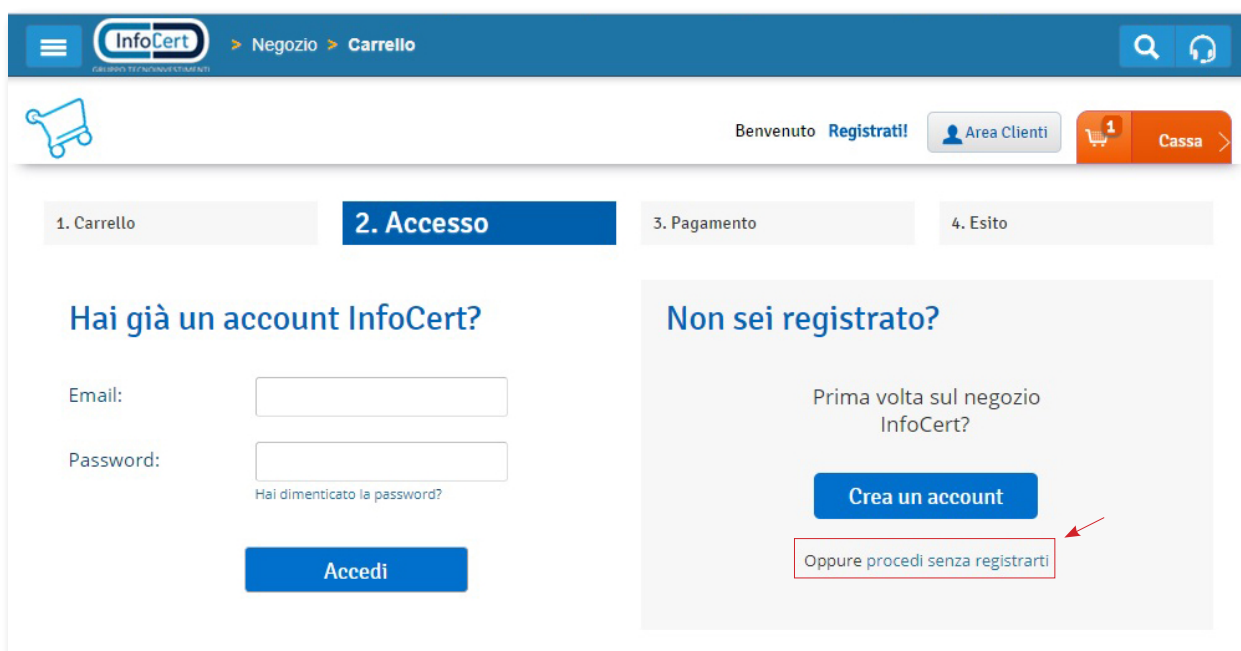 InfoCert
GRUPPO TECNOINVESTIMENTI
> Negozio > Carrello
Benvenuto Registrati!
Area Clienti
1
Cassa
1. Carrello
2. Accesso
3. Pagamento
4. Esito
Hai già un account InfoCert?
Email:
Password:
Hai dimenticato la password?
Accedi
Non sei registrato?
Prima volta sul negozio
InfoCert?
Crea un account
Oppure procedi senza registrarti